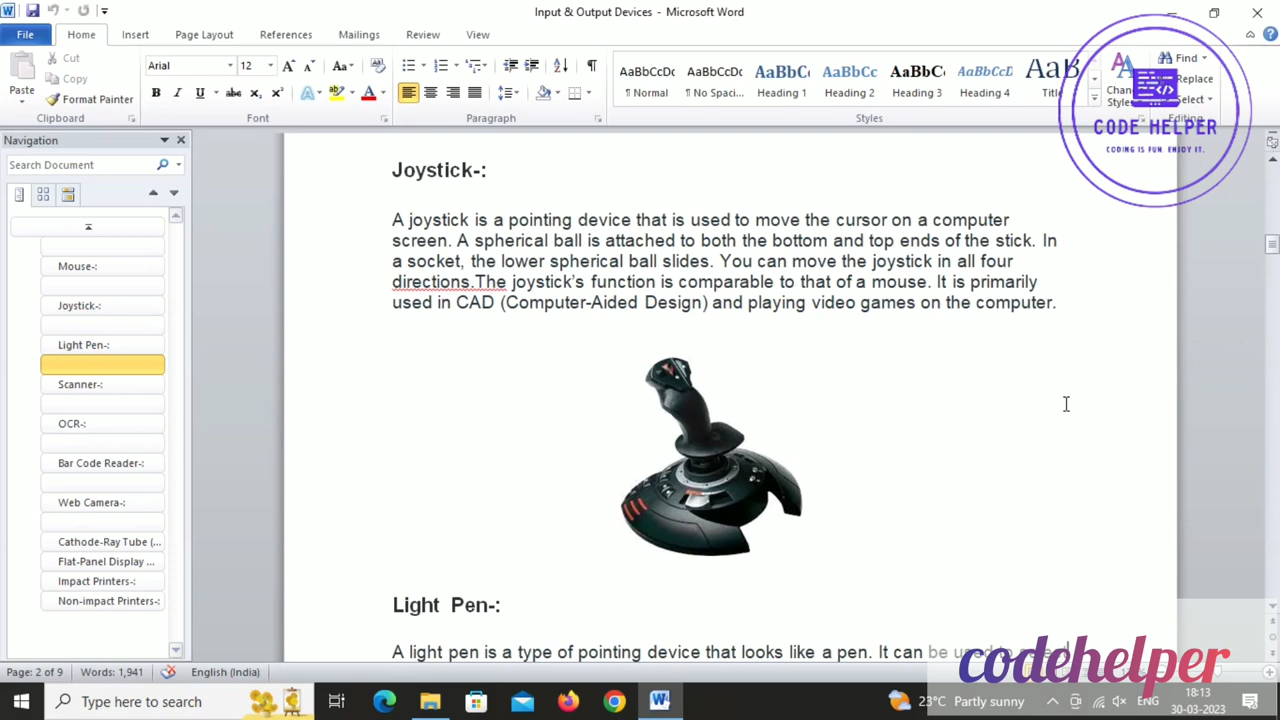 Input & Output Devices - Microsoft Word
File Home Insert Page Layout References Mailings Review View
Cut
Copy
Format Painter
Paste
Clipboard
Arial 12
Font
Paragraph
AaBbCcDc AaBbCcDc AaBbC AaBbCc AaBbCc AaBbCcD AaB
¶ Normal ¶ No Spaci... Heading 1 Heading 2 Heading 3 Heading 4 Title
Styles
Styles
Find
Replace
Select
Editing
CODE HELPER
CODING IS FUN. ENJOY IT.
Navigation
Search Document
Mouse-:
Joystick-:
Light Pen-:
Scanner-:
OCR-:
Bar Code Reader-:
Web Camera-:
Cathode-Ray Tube (...
Flat-Panel Display ...
Impact Printers-:
Non-impact Printers-:
Joystick-:
A joystick is a pointing device that is used to move the cursor on a computer
screen. A spherical ball is attached to both the bottom and top ends of the stick. In
a socket, the lower spherical ball slides. You can move the joystick in all four
directions.The joystick's function is comparable to that of a mouse. It is primarily
used in CAD (Computer-Aided Design) and playing video games on the computer.
Light Pen-:
A light pen is a type of pointing device that looks like a pen. It can be used
codehelper
Page: 2 of 9 Words: 1,941 English (India)
Type here to search
23°C Partly sunny
ENG
18:13
30-03-2023